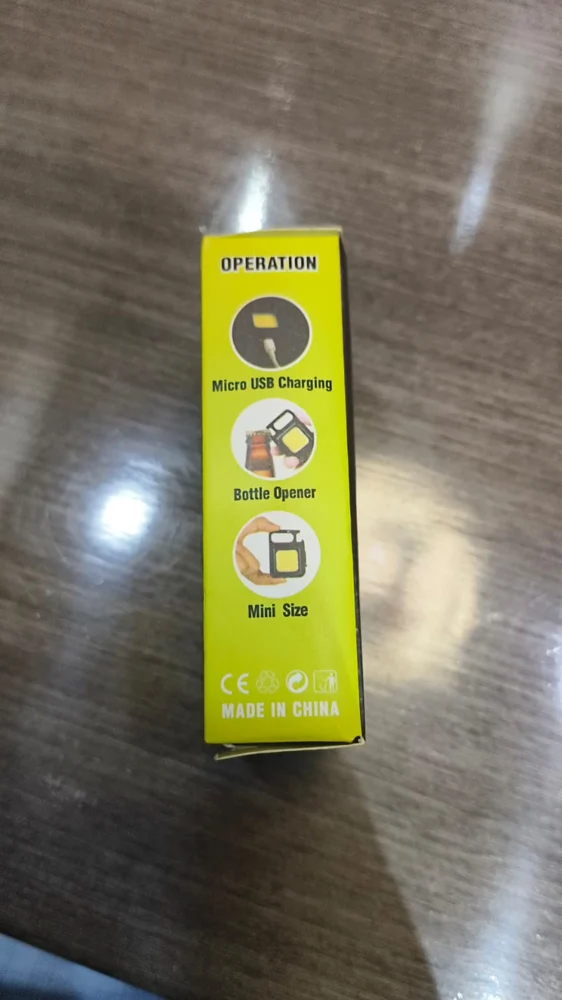 OPERATION
Micro USB Charging
Bottle Opener
Mini Size
CE
MADE IN CHINA